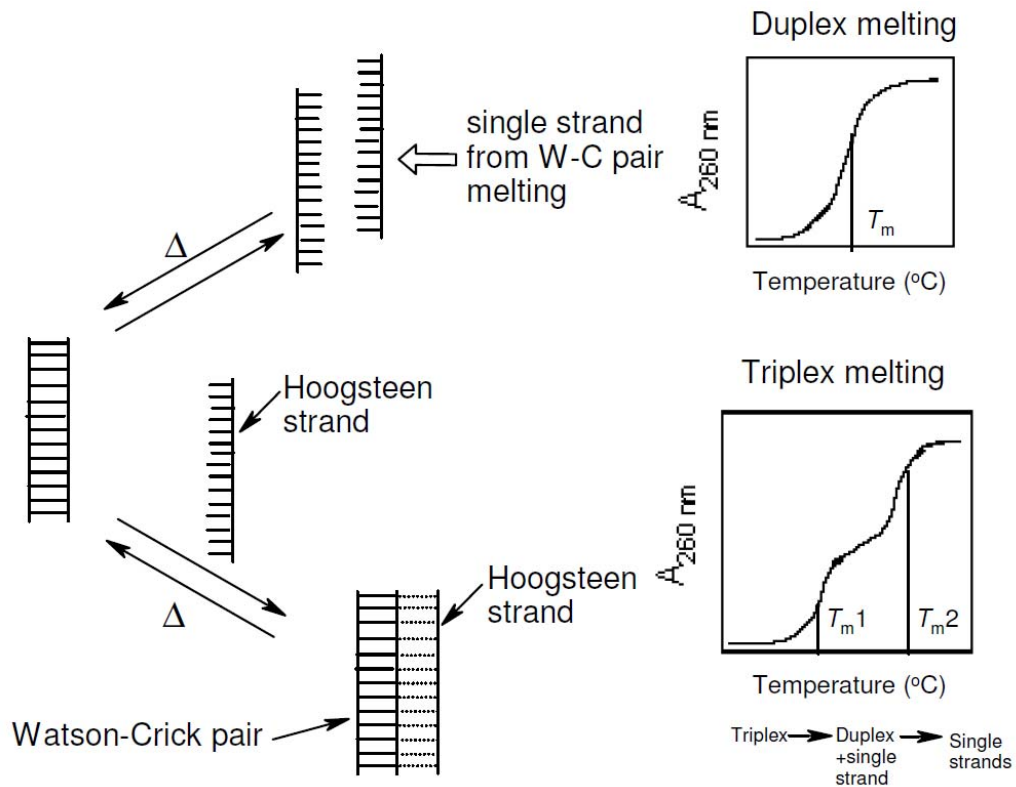 Duplex melting
single strand
from W-C pair
melting
A260 nm
Tm
Temperature (ºC)
Δ
Triplex melting
Hoogsteen
strand
A260 nm
Tm1
Tm2
Temperature (ºC)
Δ
Hoogsteen
strand
Watson-Crick pair
Triplex Duplex Single
+single strands
strand